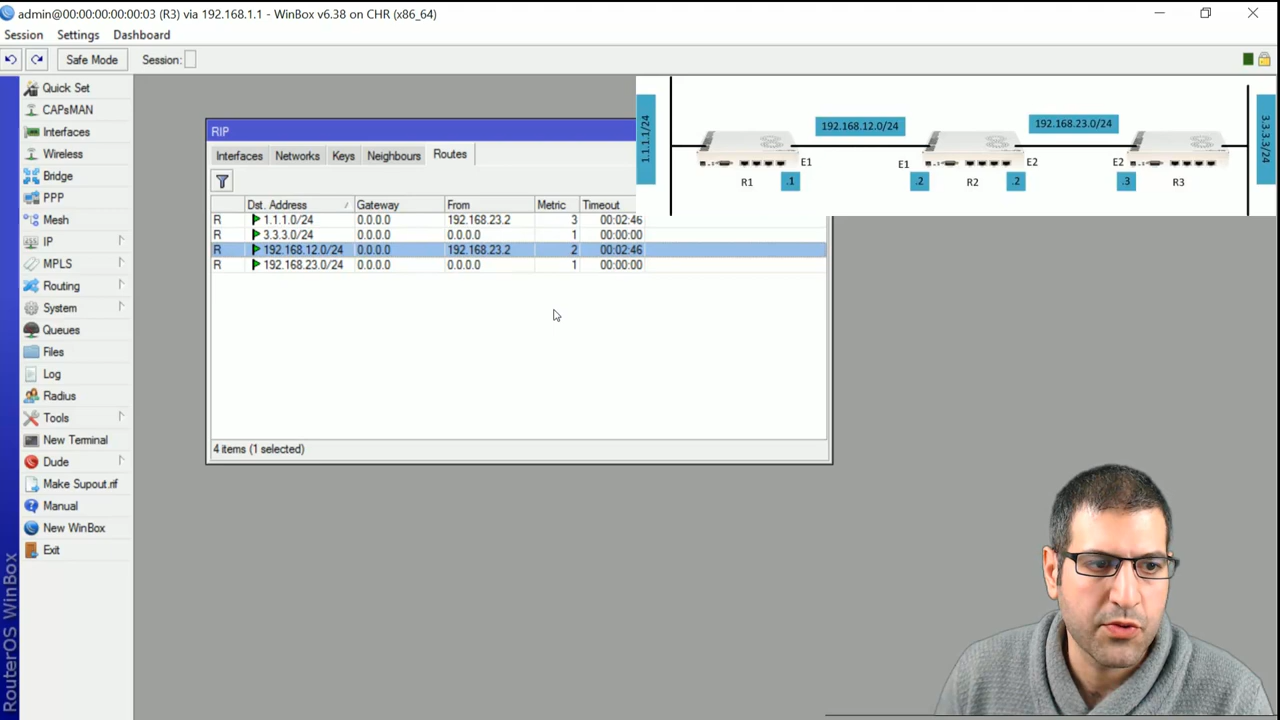 admin@00:00:00:00:00:03 (R3) via 192.168.1.1 - WinBox v6.38 on CHR (x86_64)
Session Settings Dashboard
Safe Mode Session:
Quick Set
CAPsMAN
Interfaces
Wireless
Bridge
PPP
Mesh
IP
MPLS
Routing
System
Queues
Files
Log
Radius
Tools
New Terminal
Dude
Make Supout.rif
Manual
New WinBox
Exit
RouterOS WinBox
RIP
Interfaces Networks Keys Neighbours Routes
Dst. Address Gateway From Metric Timeout
R 1.1.1.0/24 0.0.0.0 192.168.23.2 3 00:02:46
R 3.3.3.0/24 0.0.0.0 0.0.0.0 1 00:00:00
R 192.168.12.0/24 0.0.0.0 192.168.23.2 2 00:02:46
R 192.168.23.0/24 0.0.0.0 0.0.0.0 1 00:00:00
4 items (1 selected)
1.1.1.1/24
192.168.12.0/24
192.168.23.0/24
3.3.3.3/24
E1 E1 E2 E2
R1 .1 .2 R2 .2 .3 R3